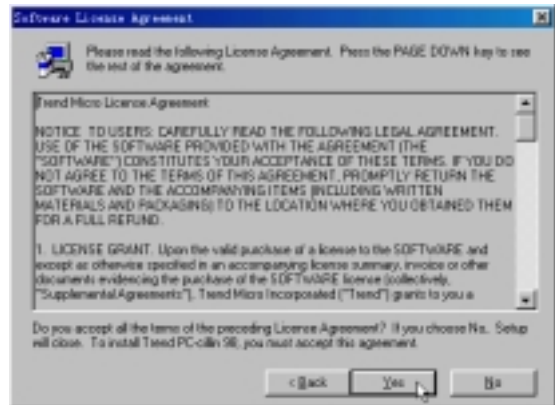 Software License Agreement
Please read the following License Agreement. Press the PAGE DOWN key to see
the rest of the agreement.
Trend Micro License Agreement
NOTICE TO USERS: CAREFULLY READ THE FOLLOWING LEGAL AGREEMENT.
USE OF THE SOFTWARE PROVIDED WITH THE AGREEMENT (THE
"SOFTWARE") CONSTITUTES YOUR ACCEPTANCE OF THESE TERMS. IF YOU DO
NOT AGREE TO THE TERMS OF THIS AGREEMENT, PROMPTLY RETURN THE
SOFTWARE AND THE ACCOMPANYING ITEMS (INCLUDING WRITTEN
MATERIALS AND PACKAGING) TO THE LOCATION WHERE YOU OBTAINED THEM
FOR A FULL REFUND.
1. LICENSE GRANT. Upon the valid purchase of a license to the SOFTWARE and
except as otherwise specified in an accompanying license summary, invoice or other
documents evidencing the purchase of the SOFTWARE license (collectively,
"Supplemental Agreements"), Trend Micro Incorporated ("Trend") grants to you a
Do you accept all the terms of the preceding License Agreement? If you choose No, Setup
will close. To install Trend PC-cillin 98, you must accept this agreement.
< Back
Yes
No